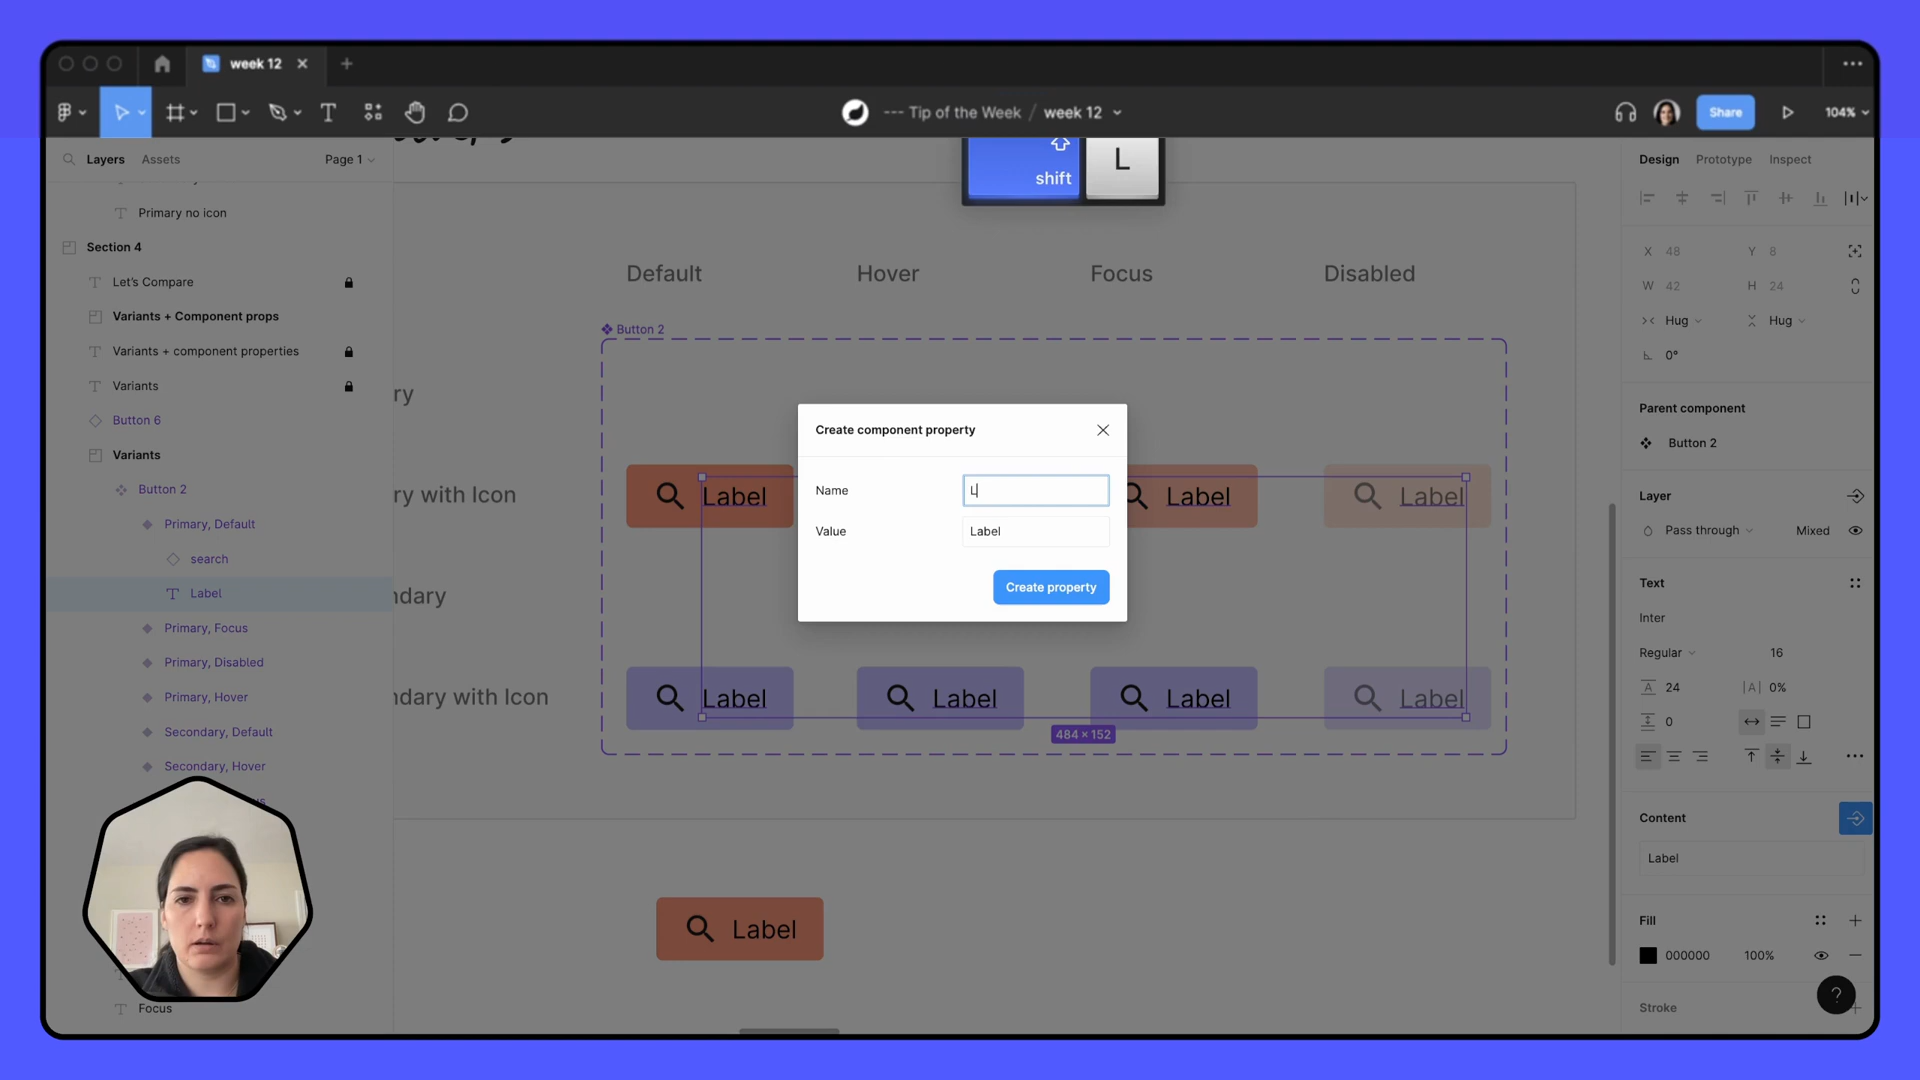 week 12
--- Tip of the Week / week 12
Share
104%
Layers
Assets
Page 1
shift
L
Design
Prototype
Inspect
Primary no icon
Section 4
Let's Compare
Variants + Component props
Variants + component properties
Variants
Button 6
Variants
Button 2
Primary, Default
search
Label
Primary, Focus
Primary, Disabled
Primary, Hover
Secondary, Default
Secondary, Hover
Focus
Default
Hover
Focus
Disabled
Button 2
ry
ry with Icon
ndary
ndary with Icon
Label
Label
Label
Label
Label
Label
Label
484 × 152
Label
Create component property
Name
L
Value
Label
Create property
X 48
Y 8
W 42
H 24
Hug
Hug
0°
Parent component
Button 2
Layer
Pass through
Mixed
Text
Inter
Regular
16
24
0%
0
Content
Label
Fill
000000
100%
Stroke
?